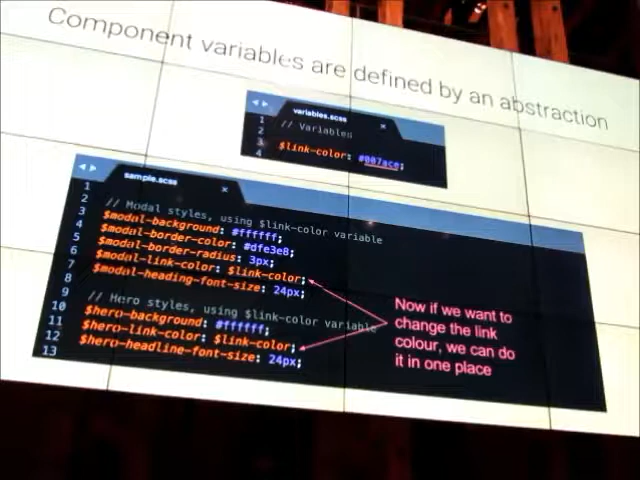 Component variables are defined by an abstraction
variables.scss
1
2 // Variables
3 $link-color: #007ace;
4
sample.scss
1
2 // Modal styles, using $link-color variable
3 $modal-background: #ffffff;
4 $modal-border-color: #dfe3e8;
5 $modal-border-radius: 3px;
6 $modal-link-color: $link-color;
7 $modal-heading-font-size: 24px;
8
9 // Hero styles, using $link-color variable
10 $hero-background: #ffffff;
11 $hero-link-color: $link-color;
12 $hero-headline-font-size: 24px;
13
Now if we want to
change the link
colour, we can do
it in one place